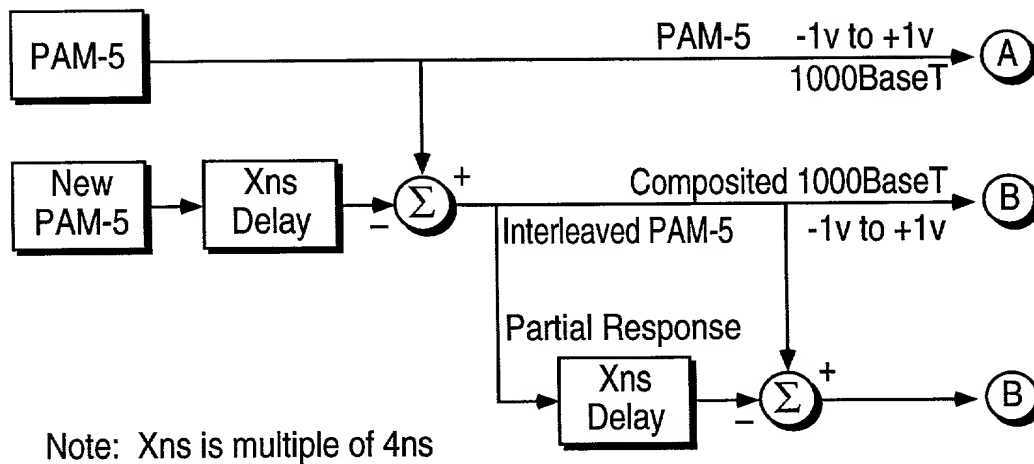 PAM-5
PAM-5 -1v to +1v
1000BaseT
A
New
PAM-5
Xns
Delay
Σ
+
−
Composited 1000BaseT
Interleaved PAM-5
-1v to +1v
B
Partial Response
Xns
Delay
Σ
+
−
B
Note: Xns is multiple of 4ns